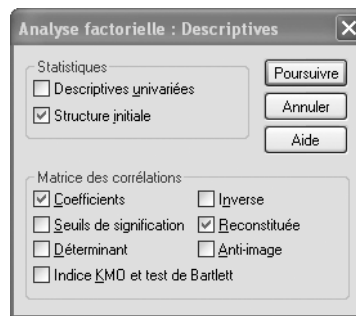 Analyse factorielle : Descriptives
Statistiques
Descriptives univariées
Structure initiale
Poursuivre
Annuler
Aide
Matrice des corrélations
Coefficients
Inverse
Seuils de signification
Reconstituée
Déterminant
Anti-image
Indice KMO et test de Bartlett